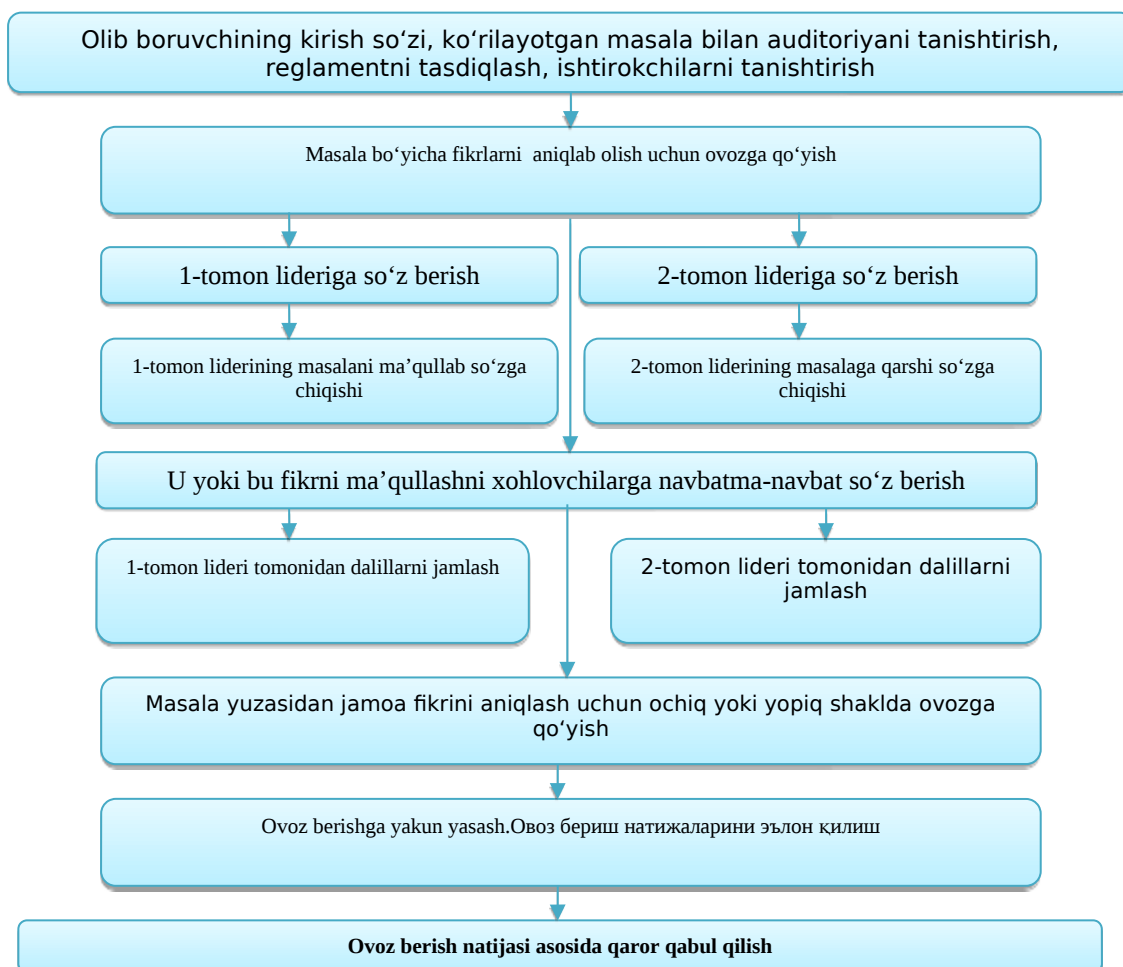 Olib boruvchining kirish so‘zi, ko‘rilayotgan masala bilan auditoriyani tanishtirish,
reglamentni tasdiqlash, ishtirokchilarni tanishtirish
Masala bo‘yicha fikrlarni aniqlab olish uchun ovozga qo‘yish
1-tomon lideriga so‘z berish
2-tomon lideriga so‘z berish
1-tomon liderining masalani ma’qullab so‘zga
chiqishi
2-tomon liderining masalaga qarshi so‘zga
chiqishi
U yoki bu fikrni ma’qullashni xohlovchilarga navbatma-navbat so‘z berish
1-tomon lideri tomonidan dalillarni jamlash
2-tomon lideri tomonidan dalillarni
jamlash
Masala yuzasidan jamoa fikrini aniqlash uchun ochiq yoki yopiq shaklda ovozga
qo‘yish
Ovoz berishga yakun yasash.Овоз бериш натижаларини эълон қилиш
Ovoz berish natijasi asosida qaror qabul qilish